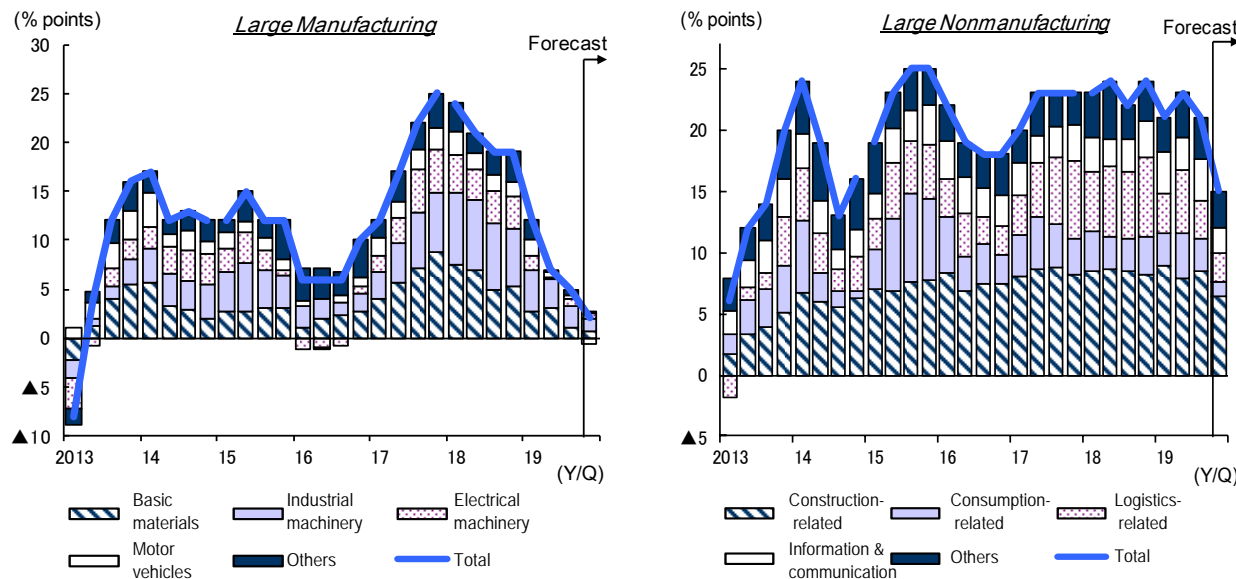 (% points)
Large Manufacturing
Forecast
30
25
20
15
10
5
0
▲5
▲10
2013 14 15 16 17 18 19
(Y/Q)
Basic materials
Industrial machinery
Electrical machinery
Motor vehicles
Others
Total
(% points)
Large Nonmanufacturing
Forecast
25
20
15
10
5
0
▲5
2013 14 15 16 17 18 19
(Y/Q)
Construction-related
Consumption-related
Logistics-related
Information & communication
Others
Total